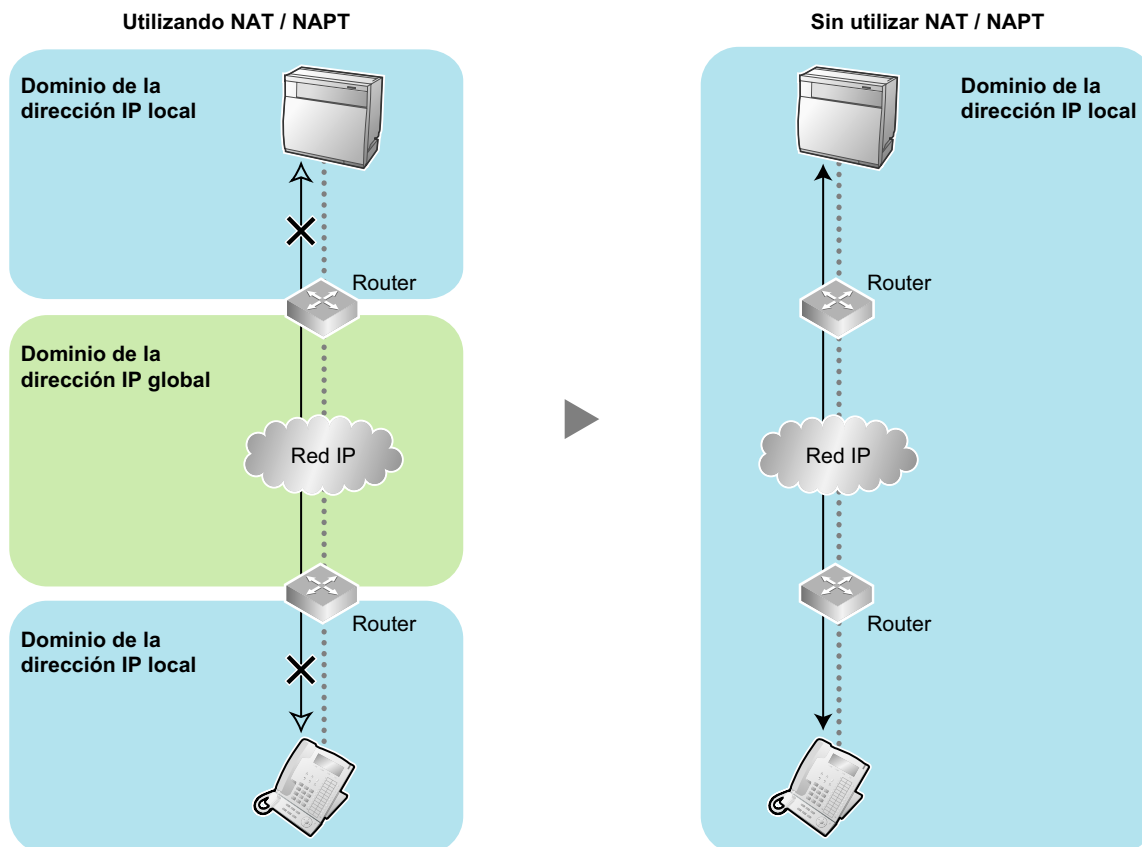 Utilizando NAT / NAPT
Dominio de la
dirección IP local
Router
Dominio de la
dirección IP global
Red IP
Router
Dominio de la
dirección IP local
Sin utilizar NAT / NAPT
Dominio de la
dirección IP local
Router
Red IP
Router